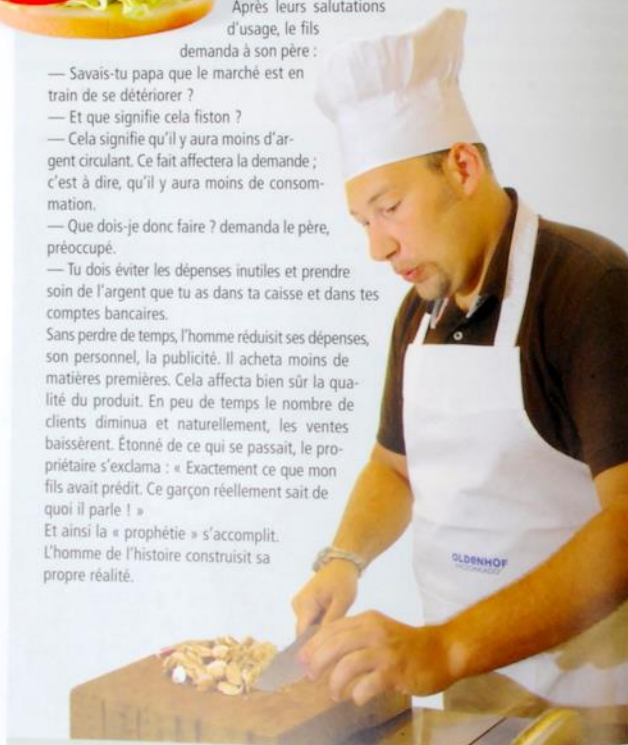 Après leurs salutations
d'usage, le fils
demanda à son père :
— Savais-tu papa que le marché est en
train de se détériorer ?
— Et que signifie cela fiston ?
— Cela signifie qu'il y aura moins d'ar-
gent circulant. Ce fait affectera la demande ;
c'est à dire, qu'il y aura moins de consom-
mation.
— Que dois-je donc faire ? demanda le père,
préoccupé.
— Tu dois éviter les dépenses inutiles et prendre
soin de l'argent que tu as dans ta caisse et dans tes
comptes bancaires.
Sans perdre de temps, l'homme réduisit ses dépenses,
son personnel, la publicité. Il acheta moins de
matières premières. Cela affecta bien sûr la qua-
lité du produit. En peu de temps le nombre de
clients diminua et naturellement, les ventes
baissèrent. Étonné de ce qui se passait, le pro-
priétaire s'exclama : « Exactement ce que mon
fils avait prédit. Ce garçon réellement sait de
quoi il parle ! »
Et ainsi la « prophétie » s'accomplit.
L'homme de l'histoire construisit sa
propre réalité.
OLDENHOF